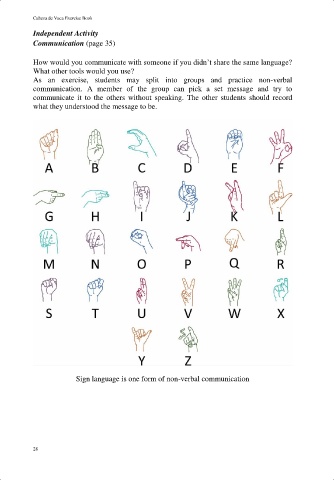 Cabeza de Vaca Exercise Book
Independent Activity
Communication (page 35)
How would you communicate with someone if you didn't share the same language?
What other tools would you use?
As an exercise, students may split into groups and practice non-verbal
communication. A member of the group can pick a set message and try to
communicate it to the others without speaking. The other students should record
what they understood the message to be.
A B C D E F
G H I J K L
M N O P Q R
S T U V W X
Y Z
Sign language is one form of non-verbal communication
28